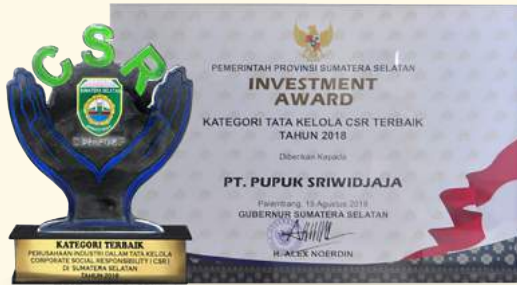 CSR
SUMATERA SELATAN
KATEGORI TERBAIK
PERUSAHAAN INDUSTRI DALAM TATA KELOLA
CORPORATE SOCIAL RESPONSIBILITY ( CSR )
DI SUMATERA SELATAN
TAHUN 2018
PEMERINTAH PROVINSI SUMATERA SELATAN
INVESTMENT
AWARD
KATEGORI TATA KELOLA CSR TERBAIK
TAHUN 2018
Diberikan Kepada
PT. PUPUK SRIWIDJAJA
Palembang, 15 Agustus 2018
GUBERNUR SUMATERA SELATAN
H. ALEX NOERDIN